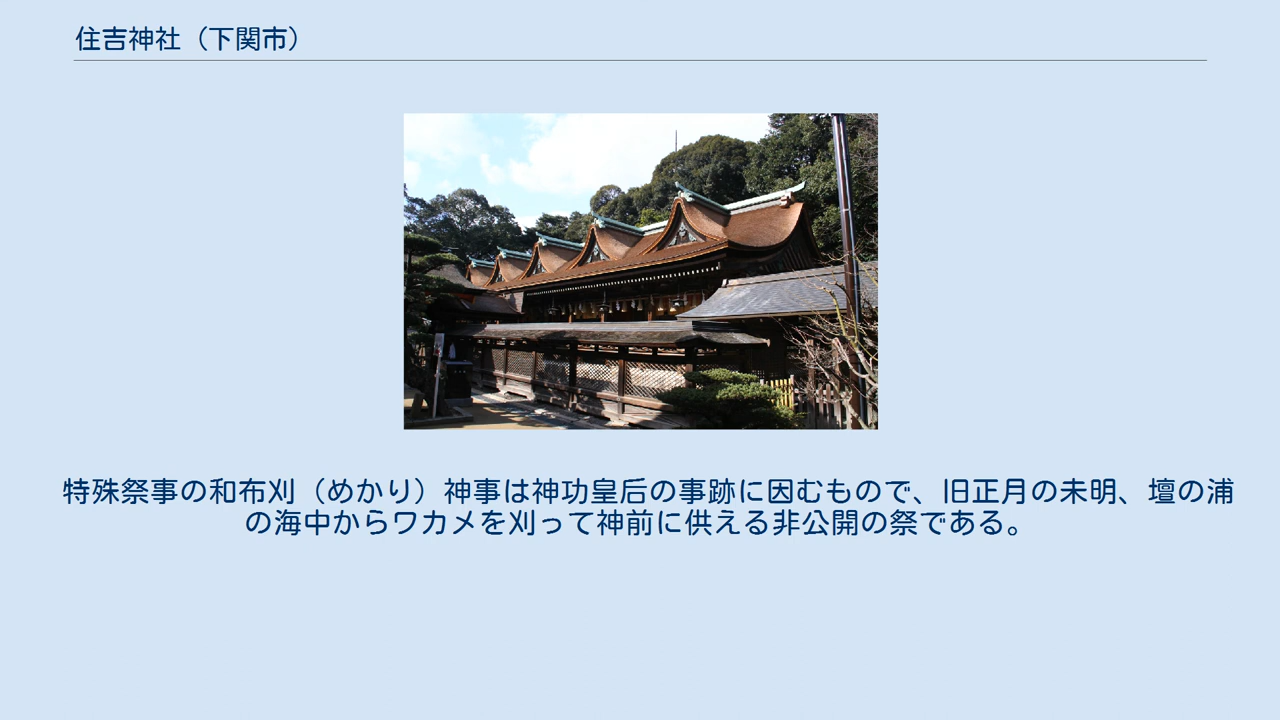 住吉神社（下関市）
特殊祭事の和布刈（めかり）神事は神功皇后の事跡に因むもので、旧正月の未明、壇の浦
の海中からワカメを刈って神前に供える非公開の祭である。